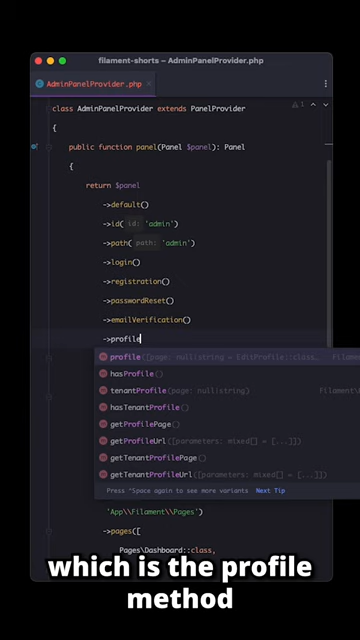 filament-shorts – AdminPanelProvider.php
AdminPanelProvider.php
class AdminPanelProvider extends PanelProvider
1
{
public function panel(Panel $panel): Panel
{
return $panel
->default()
->id( id: 'admin')
->path( path: 'admin')
->login()
->registration()
->passwordReset()
->emailVerification()
->profile
profile([page: null|string = EditProfile::class…
hasProfile()
tenantProfile(page: null|string) Filament\
hasTenantProfile()
getProfilePage()
getProfileUrl([parameters: mixed[] = [...]])
getTenantProfilePage()
getTenantProfileUrl([parameters: mixed[] = [...]])
Press ^Space again to see more variants Next Tip
'App\\Filament\\Pages')
->pages([
Pages\Dashboard::class,
which is the profile
method